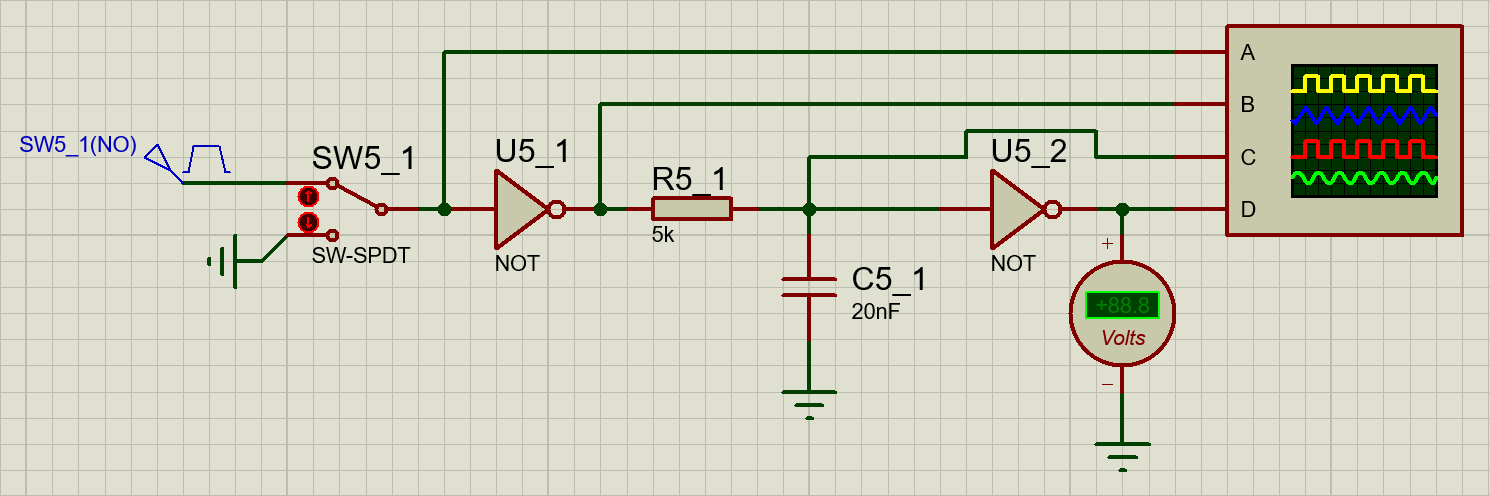 SW5_1(NO)
SW5_1
SW-SPDT
U5_1
NOT
R5_1
5k
C5_1
20nF
U5_2
NOT
A
B
C
D
+
+88.8
Volts
−